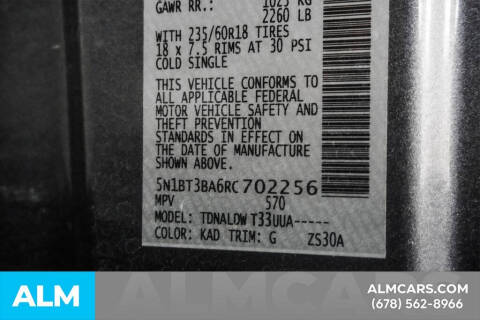 GAWR RR.: 1025 KG
2260 LB
WITH 235/60R18 TIRES
18 x 7.5 RIMS AT 30 PSI
COLD SINGLE
THIS VEHICLE CONFORMS TO
ALL APPLICABLE FEDERAL
MOTOR VEHICLE SAFETY AND
THEFT PREVENTION
STANDARDS IN EFFECT ON
THE DATE OF MANUFACTURE
SHOWN ABOVE.
5N1BT3BA6RC702256
MPV 570
MODEL: TDNALDW T33UUA-----
COLOR: KAD TRIM: G ZS30A
ALM
ALMCARS.COM
(678) 562-8966